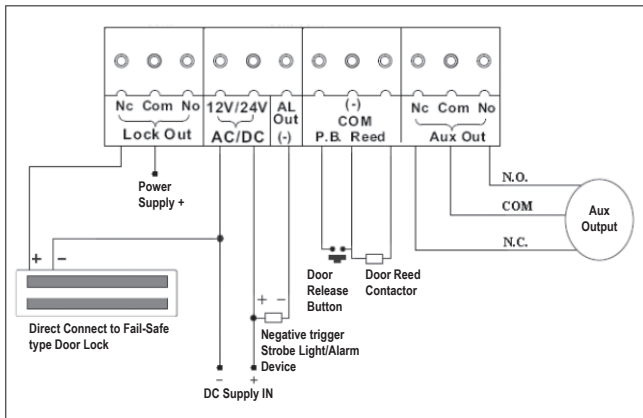 Nc Com No 12V/24V AL Out (-) (-) COM Nc Com No
Lock Out AC/DC P.B. Reed Aux Out
Power Supply +
N.O.
COM
N.C.
Aux Output
+ −
Direct Connect to Fail-Safe
type Door Lock
Door
Release
Button
Door Reed
Contactor
+ −
Negative trigger
Strobe Light/Alarm
Device
− +
DC Supply IN